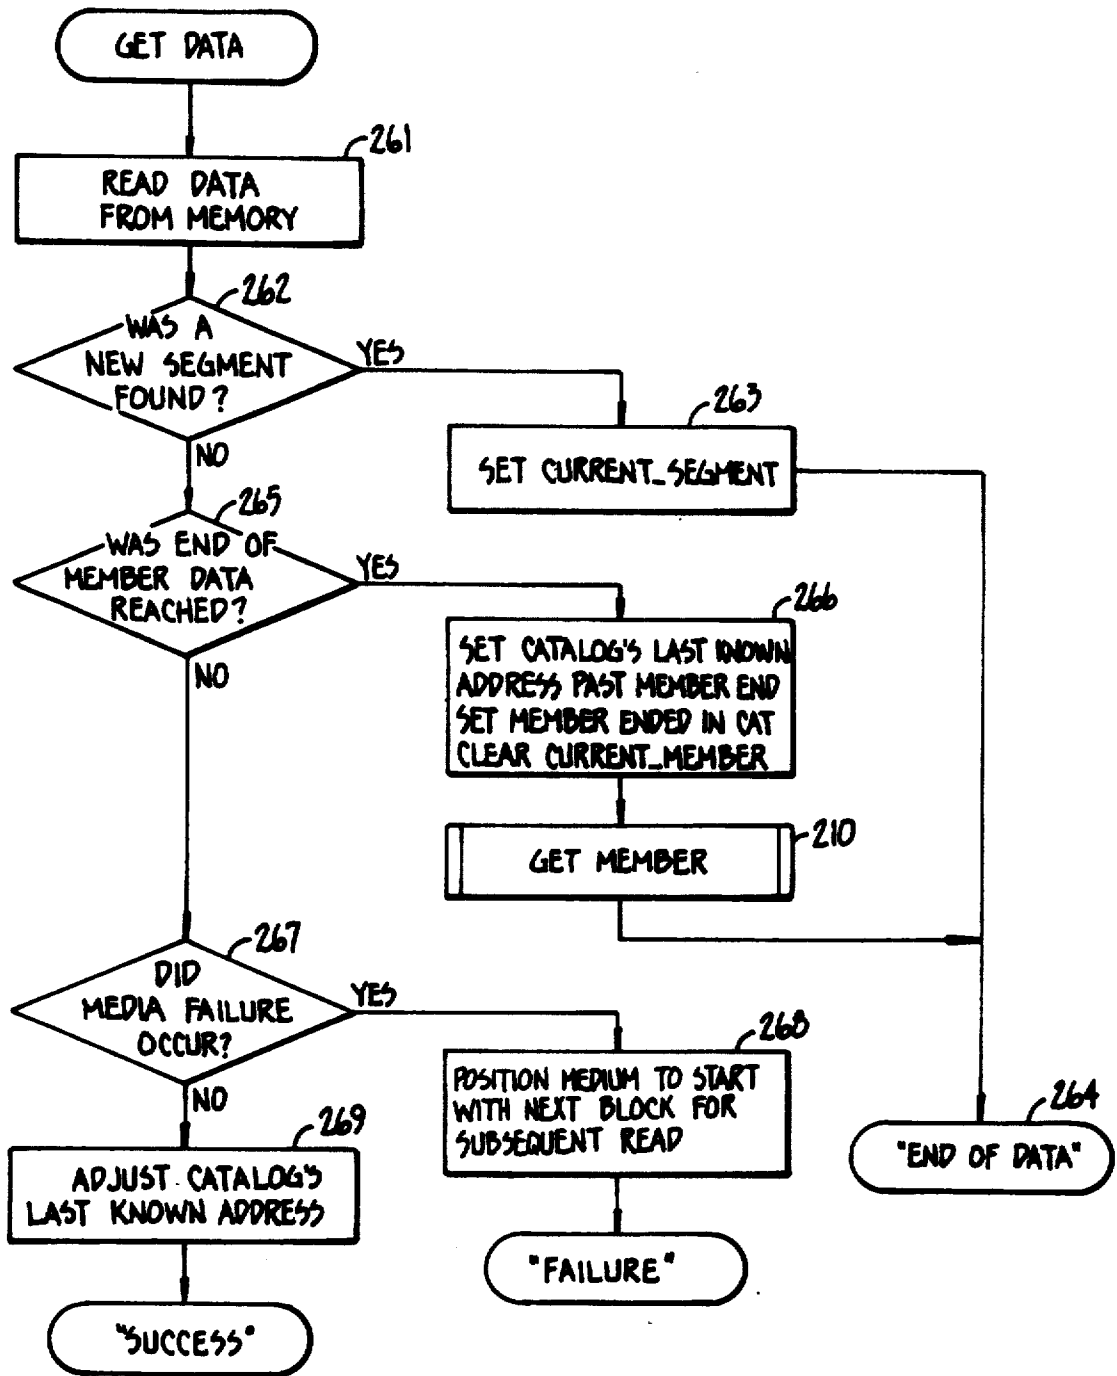 GET DATA
261
READ DATA
FROM MEMORY
262
WAS A
NEW SEGMENT
FOUND?
YES
NO
263
SET CURRENT_SEGMENT
265
WAS END OF
MEMBER DATA
REACHED?
YES
NO
266
SET CATALOG'S LAST KNOWN
ADDRESS PAST MEMBER END
SET MEMBER ENDED IN CAT
CLEAR CURRENT_MEMBER
210
GET MEMBER
267
DID
MEDIA FAILURE
OCCUR?
YES
NO
268
POSITION MEDIUM TO START
WITH NEXT BLOCK FOR
SUBSEQUENT READ
264
"END OF DATA"
269
ADJUST CATALOG'S
LAST KNOWN ADDRESS
"FAILURE"
"SUCCESS"